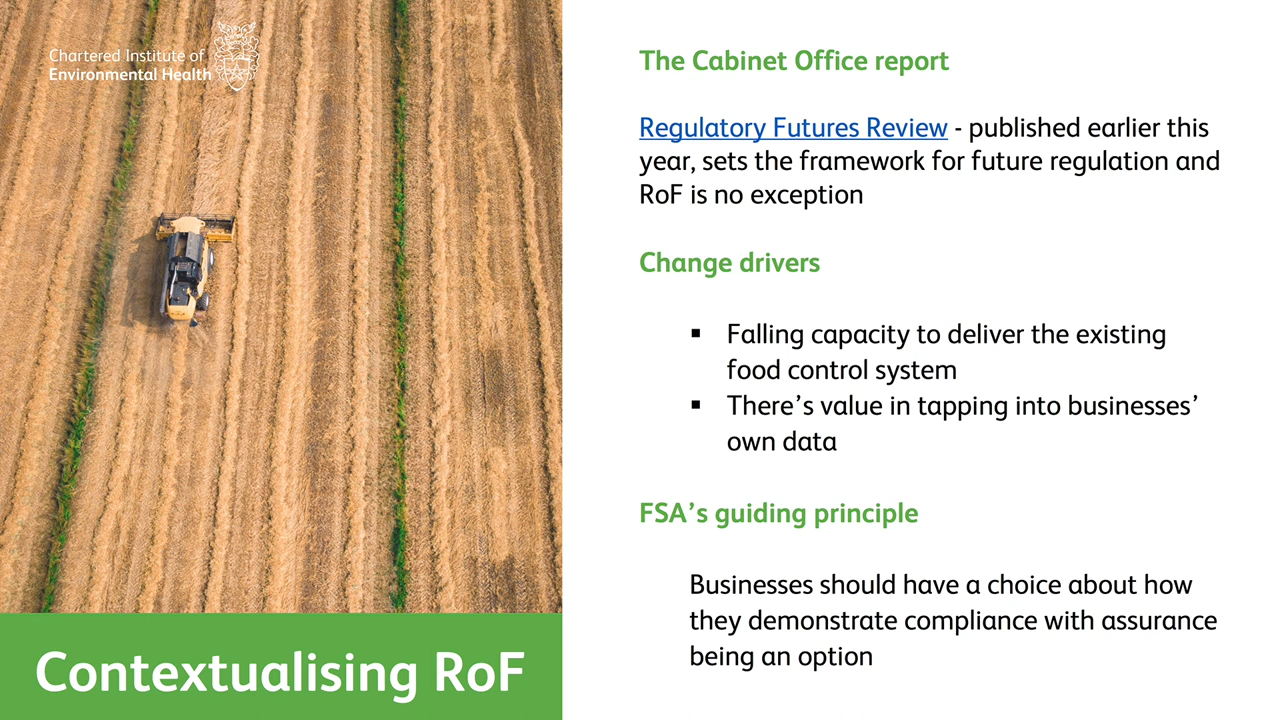 Chartered Institute of
Environmental Health
Contextualising RoF
The Cabinet Office report
Regulatory Futures Review - published earlier this
year, sets the framework for future regulation and
RoF is no exception
Change drivers
▪ Falling capacity to deliver the existing
food control system
▪ There’s value in tapping into businesses’
own data
FSA’s guiding principle
Businesses should have a choice about how
they demonstrate compliance with assurance
being an option